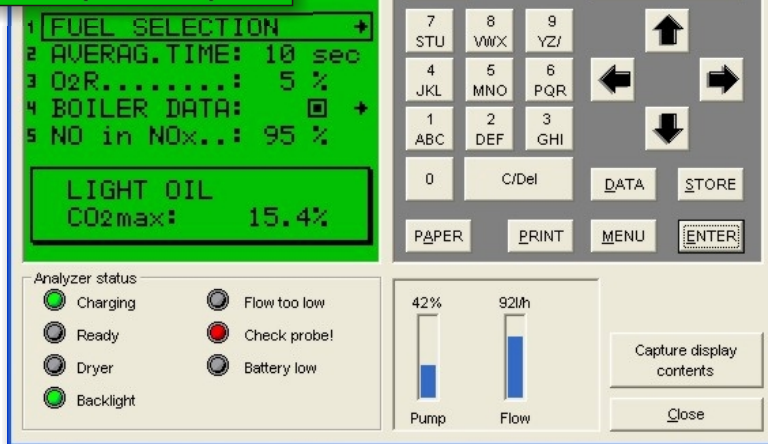 1 FUEL SELECTION
2 AVERAG.TIME: 10 sec
3 O2R........: 5 %
4 BOILER DATA:
5 NO in NOx..: 95 %
LIGHT OIL
CO2max: 15.4%
7 8 9
STU VWX YZ/
4 5 6
JKL MNO PQR
1 2 3
ABC DEF GHI
0 C/Del DATA STORE
PAPER PRINT MENU ENTER
Analyzer status
Charging Flow too low
Ready Check probe!
Dryer Battery low
Backlight
42% 92l/h
Pump Flow
Capture display
contents
Close